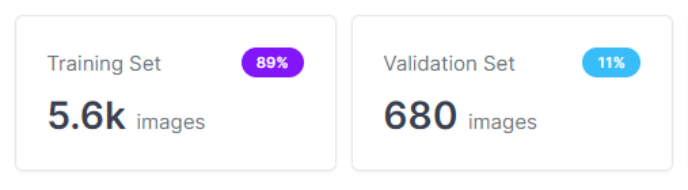 Training Set 89%
5.6k images
Validation Set 11%
680 images